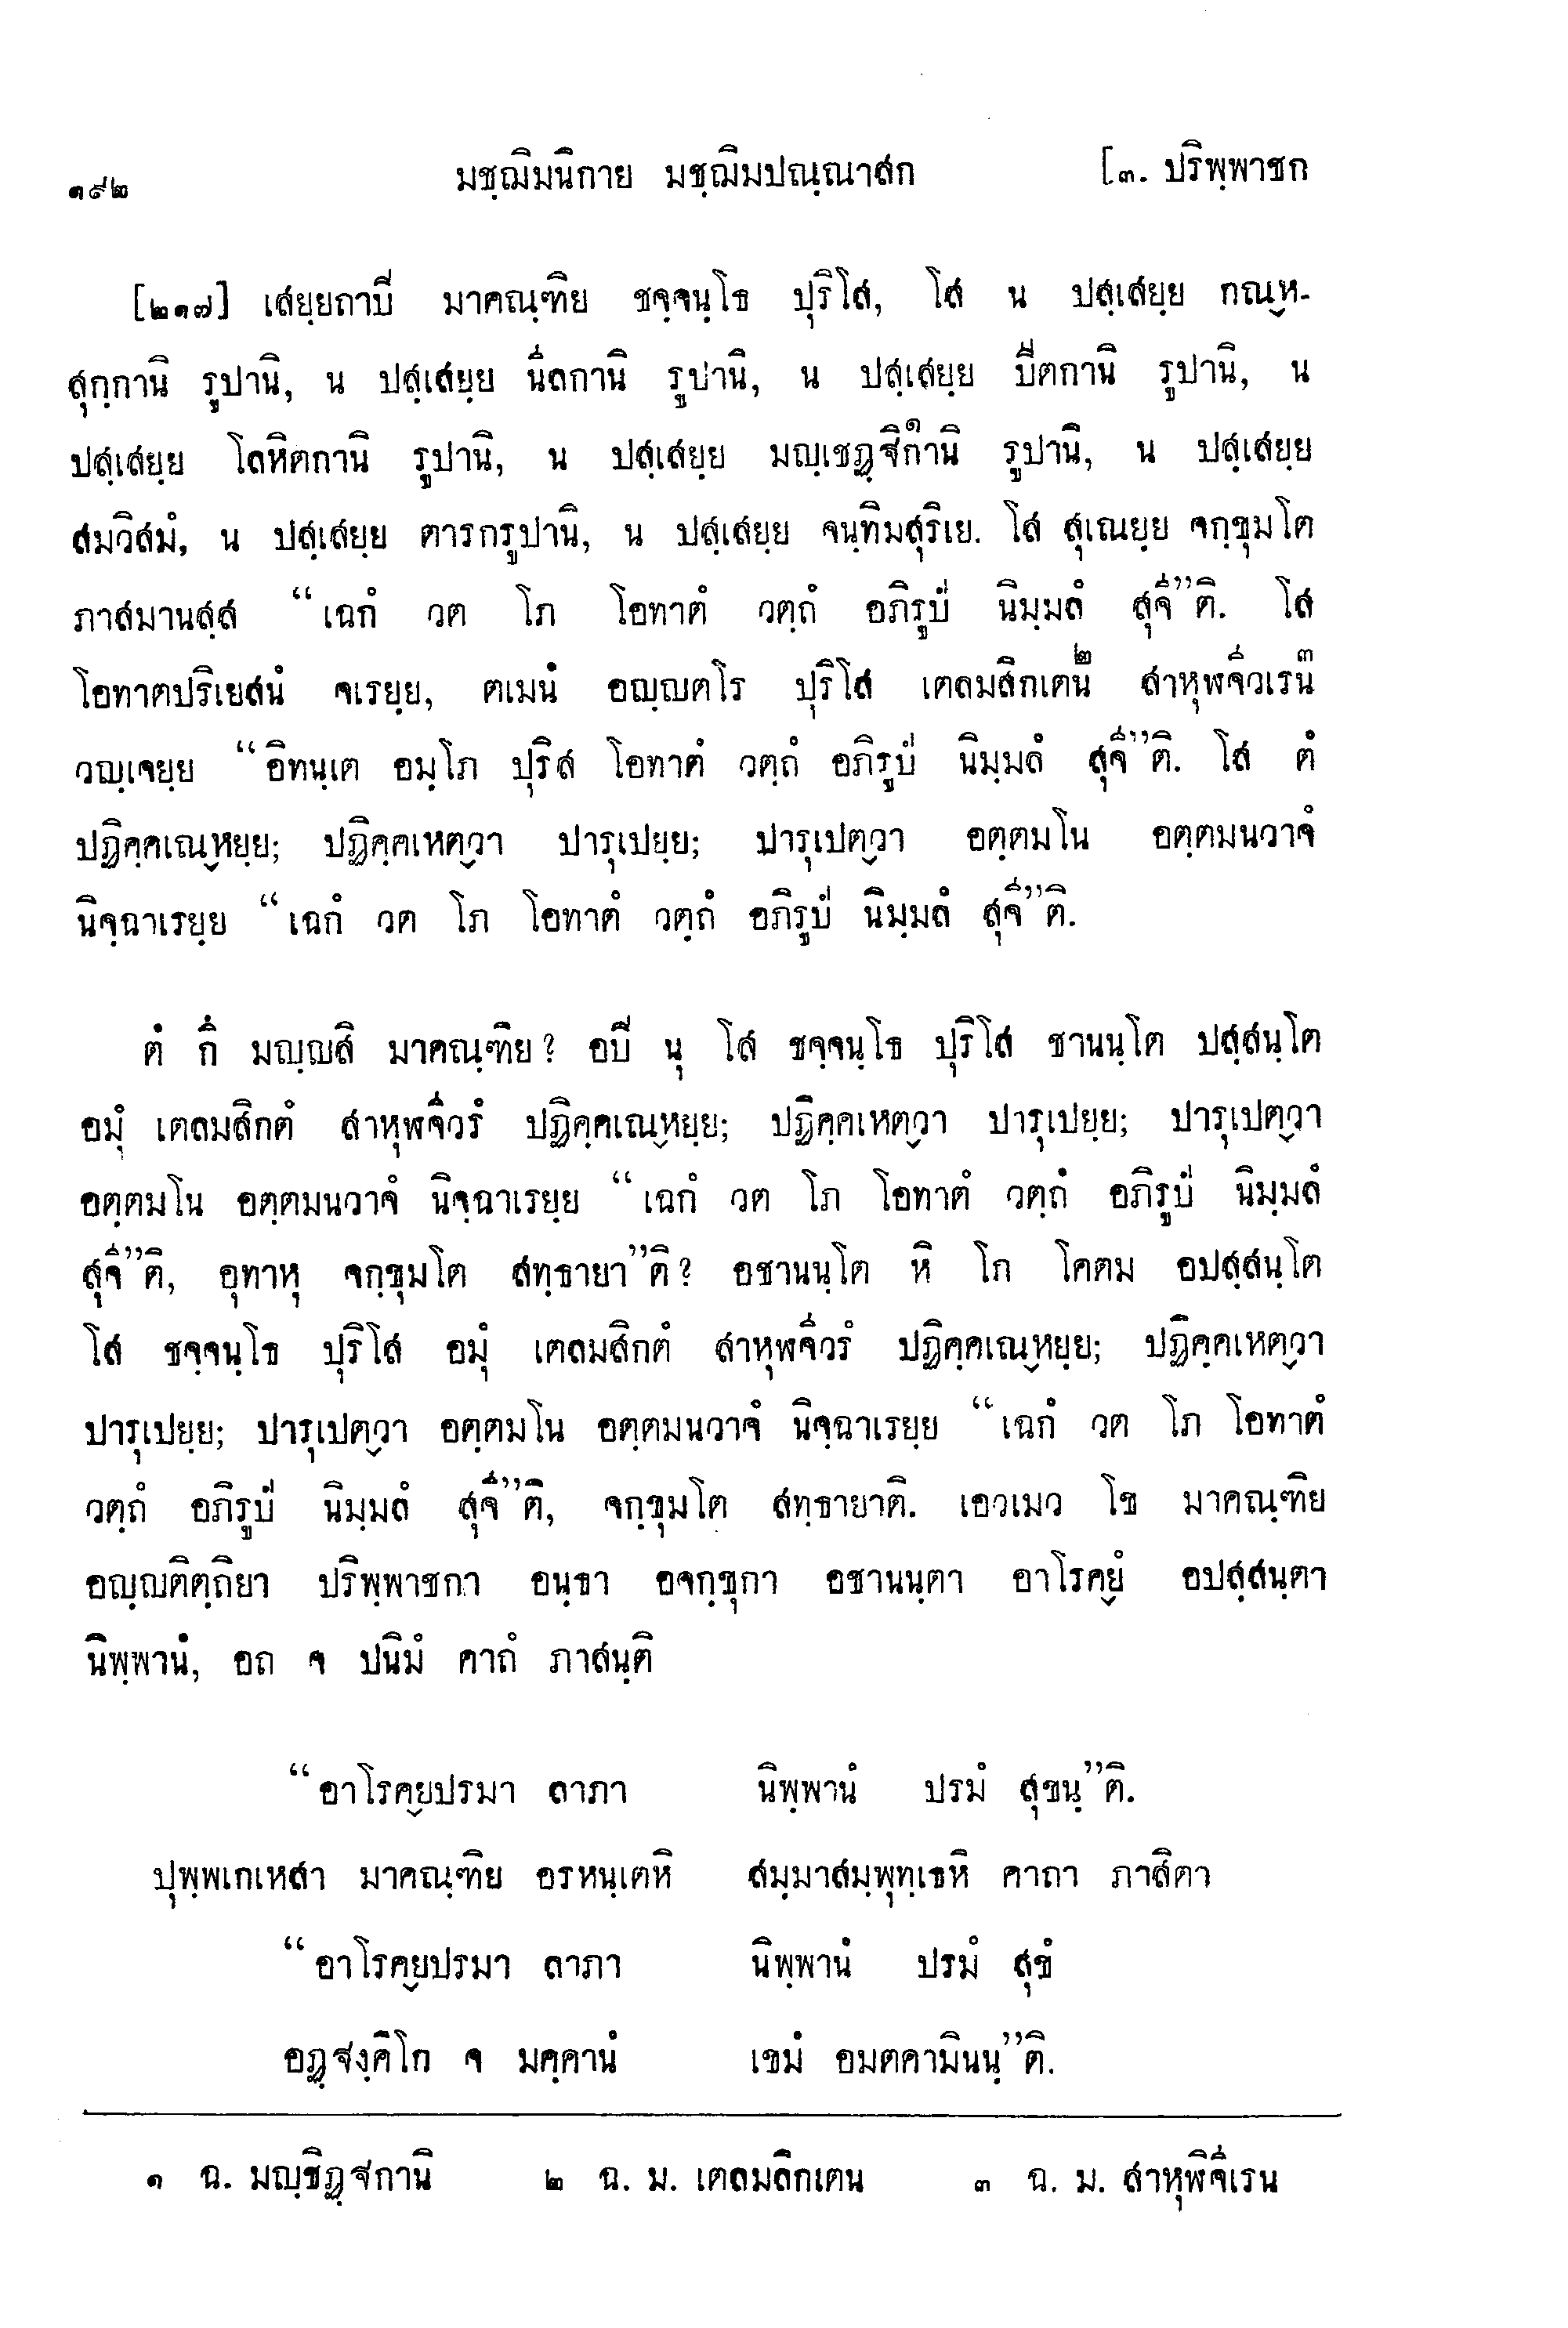 ๑๙๒ มชฺฌิมนิกาย มชฺฌิมปณฺณาสก [๓. ปริพฺพาชก
[๒๑๗] เสยฺยถาปิ มาคณฺฑิย ชจฺจนฺโธ ปุริโส, โส น ปสฺเสยฺย กณฺห-
สุกฺกานิ รูปานิ, น ปสฺเสยฺย นีลกานิ รูปานิ, น ปสฺเสยฺย ปีตกานิ รูปานิ, น
ปสฺเสยฺย โลหิตกานิ รูปานิ, น ปสฺเสยฺย มญฺเชฏฺฐิกานิ๑ รูปานิ, น ปสฺเสยฺย
สมวิสมํ, น ปสฺเสยฺย ตารกรูปานิ, น ปสฺเสยฺย จนฺทิมสุริเย. โส สุเณยฺย จกฺขุมโต
ภาสมานสฺส “เฉกํ วต โภ โอทาตํ วตฺถํ อภิรูปํ นิมฺมลํ สุจี”ติ. โส
โอทาตปริเยสนํ จเรยฺย, ตเมนํ อญฺญตโร ปุริโส เตลมสิกเตน๒ สาหุฬจีวเรน๓
วญฺเจยฺย “อิทนฺเต อมฺโภ ปุริส โอทาตํ วตฺถํ อภิรูปํ นิมฺมลํ สุจี”ติ. โส ตํ
ปฏิคฺคเณฺหยฺย; ปฏิคฺคเหตฺวา ปารุเปยฺย; ปารุเปตฺวา อตฺตมโน อตฺตมนวาจํ
นิจฺฉาเรยฺย “เฉกํ วต โภ โอทาตํ วตฺถํ อภิรูปํ นิมฺมลํ สุจี”ติ.
ตํ กึ มญฺญสิ มาคณฺฑิย? อปิ นุ โส ชจฺจนฺโธ ปุริโส ชานนฺโต ปสฺสนฺโต
อมุํ เตลมสิกตํ สาหุฬจีวรํ ปฏิคฺคเณฺหยฺย; ปฏิคฺคเหตฺวา ปารุเปยฺย; ปารุเปตฺวา
อตฺตมโน อตฺตมนวาจํ นิจฺฉาเรยฺย “เฉกํ วต โภ โอทาตํ วตฺถํ อภิรูปํ นิมฺมลํ
สุจี”ติ, อุทาหุ จกฺขุมโต สทฺธายา”ติ? อชานนฺโต หิ โภ โคตม อปสฺสนฺโต
โส ชจฺจนฺโธ ปุริโส อมุํ เตลมสิกตํ สาหุฬจีวรํ ปฏิคฺคเณฺหยฺย; ปฏิคฺคเหตฺวา
ปารุเปยฺย; ปารุเปตฺวา อตฺตมโน อตฺตมนวาจํ นิจฺฉาเรยฺย “เฉกํ วต โภ โอทาตํ
วตฺถํ อภิรูปํ นิมฺมลํ สุจี”ติ, จกฺขุมโต สทฺธายาติ. เอวเมว โข มาคณฺฑิย
อญฺญติตฺถิยา ปริพฺพาชกา อนฺธา อจกฺขุกา อชานนฺตา อาโรคฺยํ อปสฺสนฺตา
นิพฺพานํ, อถ จ ปนิมํ คาถํ ภาสนฺติ
“อาโรคฺยปรมา ลาภา นิพฺพานํ ปรมํ สุขนฺ”ติ.
ปุพฺพเกเหสา มาคณฺฑิย อรหนฺเตหิ สมฺมาสมฺพุทฺเธหิ คาถา ภาสิตา
“อาโรคฺยปรมา ลาภา นิพฺพานํ ปรมํ สุขํ
อฏฺฐงฺคิโก จ มคฺคานํ เขมํ อมตคามินนฺ”ติ.
๑ ฉ. มญฺชิฏฺฐกานิ ๒ ฉ. ม. เตลมลิกเตน ๓ ฉ. ม. สาหุฬิจีเรน